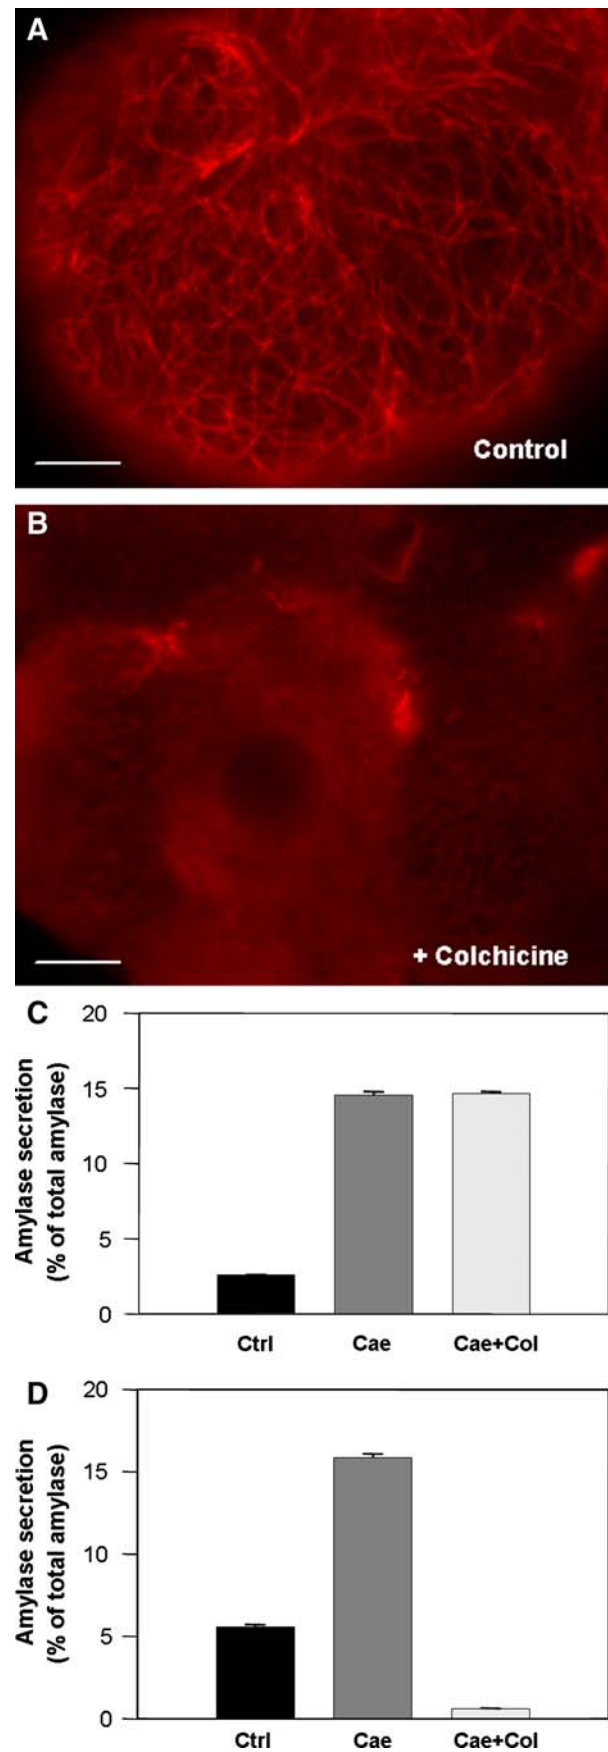 A
Control
B
+ Colchicine
C
Amylase secretion
(% of total amylase)
20
15
10
5
0
Ctrl Cae Cae+Col
D
Amylase secretion
(% of total amylase)
20
15
10
5
0
Ctrl Cae Cae+Col